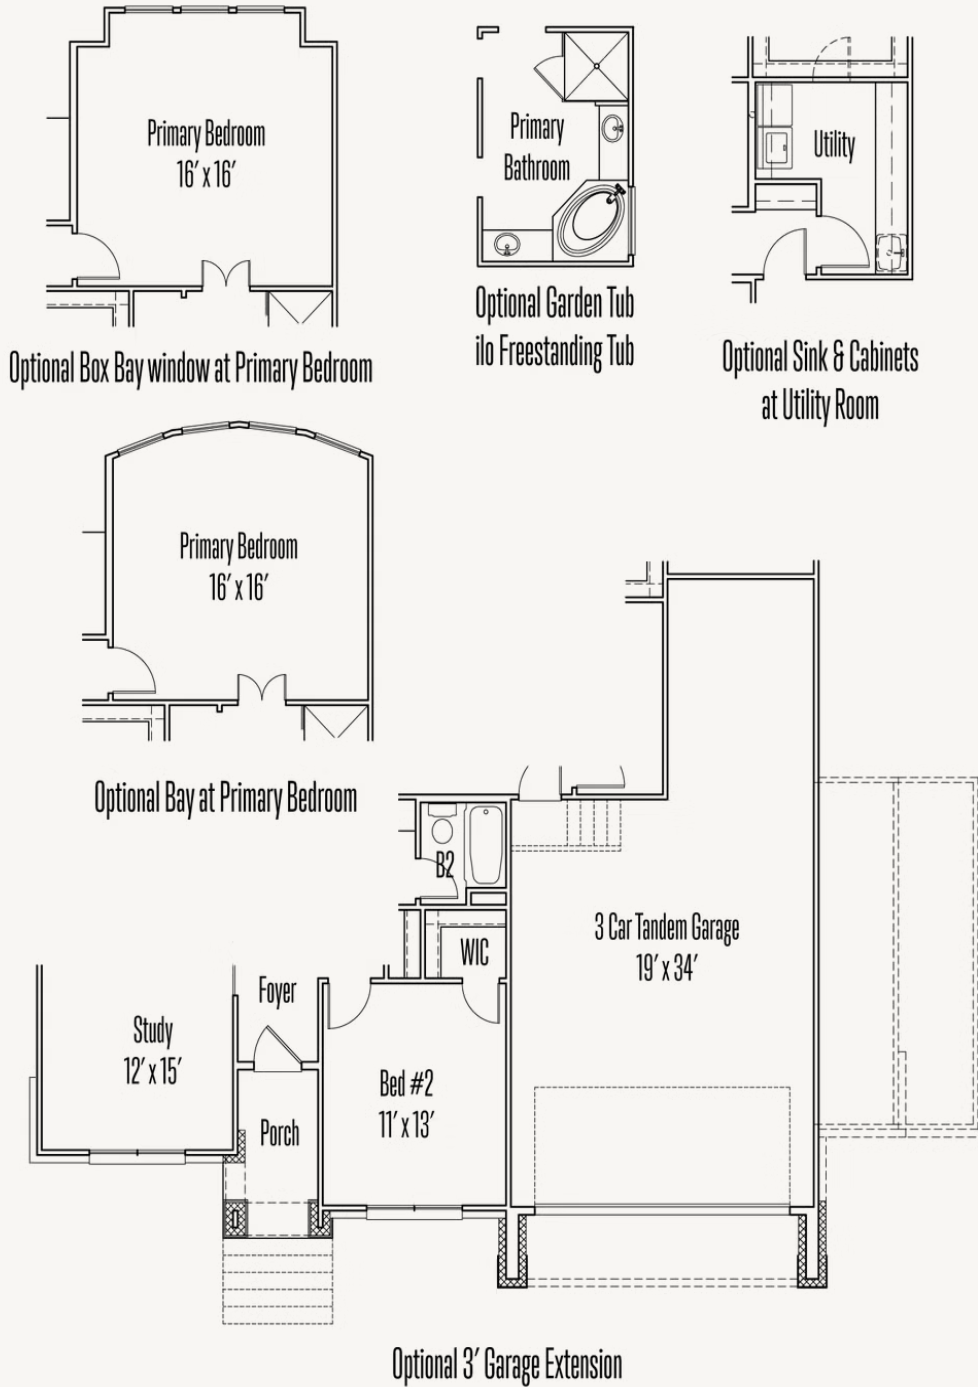 Primary Bedroom
16′ x 16′
Optional Box Bay window at Primary Bedroom
Primary
Bathroom
Optional Garden Tub
ilo Freestanding Tub
Utility
Optional Sink & Cabinets
at Utility Room
Primary Bedroom
16′ x 16′
Optional Bay at Primary Bedroom
B2
3 Car Tandem Garage
19′ x 34′
WIC
Foyer
Study
12′ x 15′
Bed #2
11′ x 13′
Porch
Optional 3′ Garage Extension